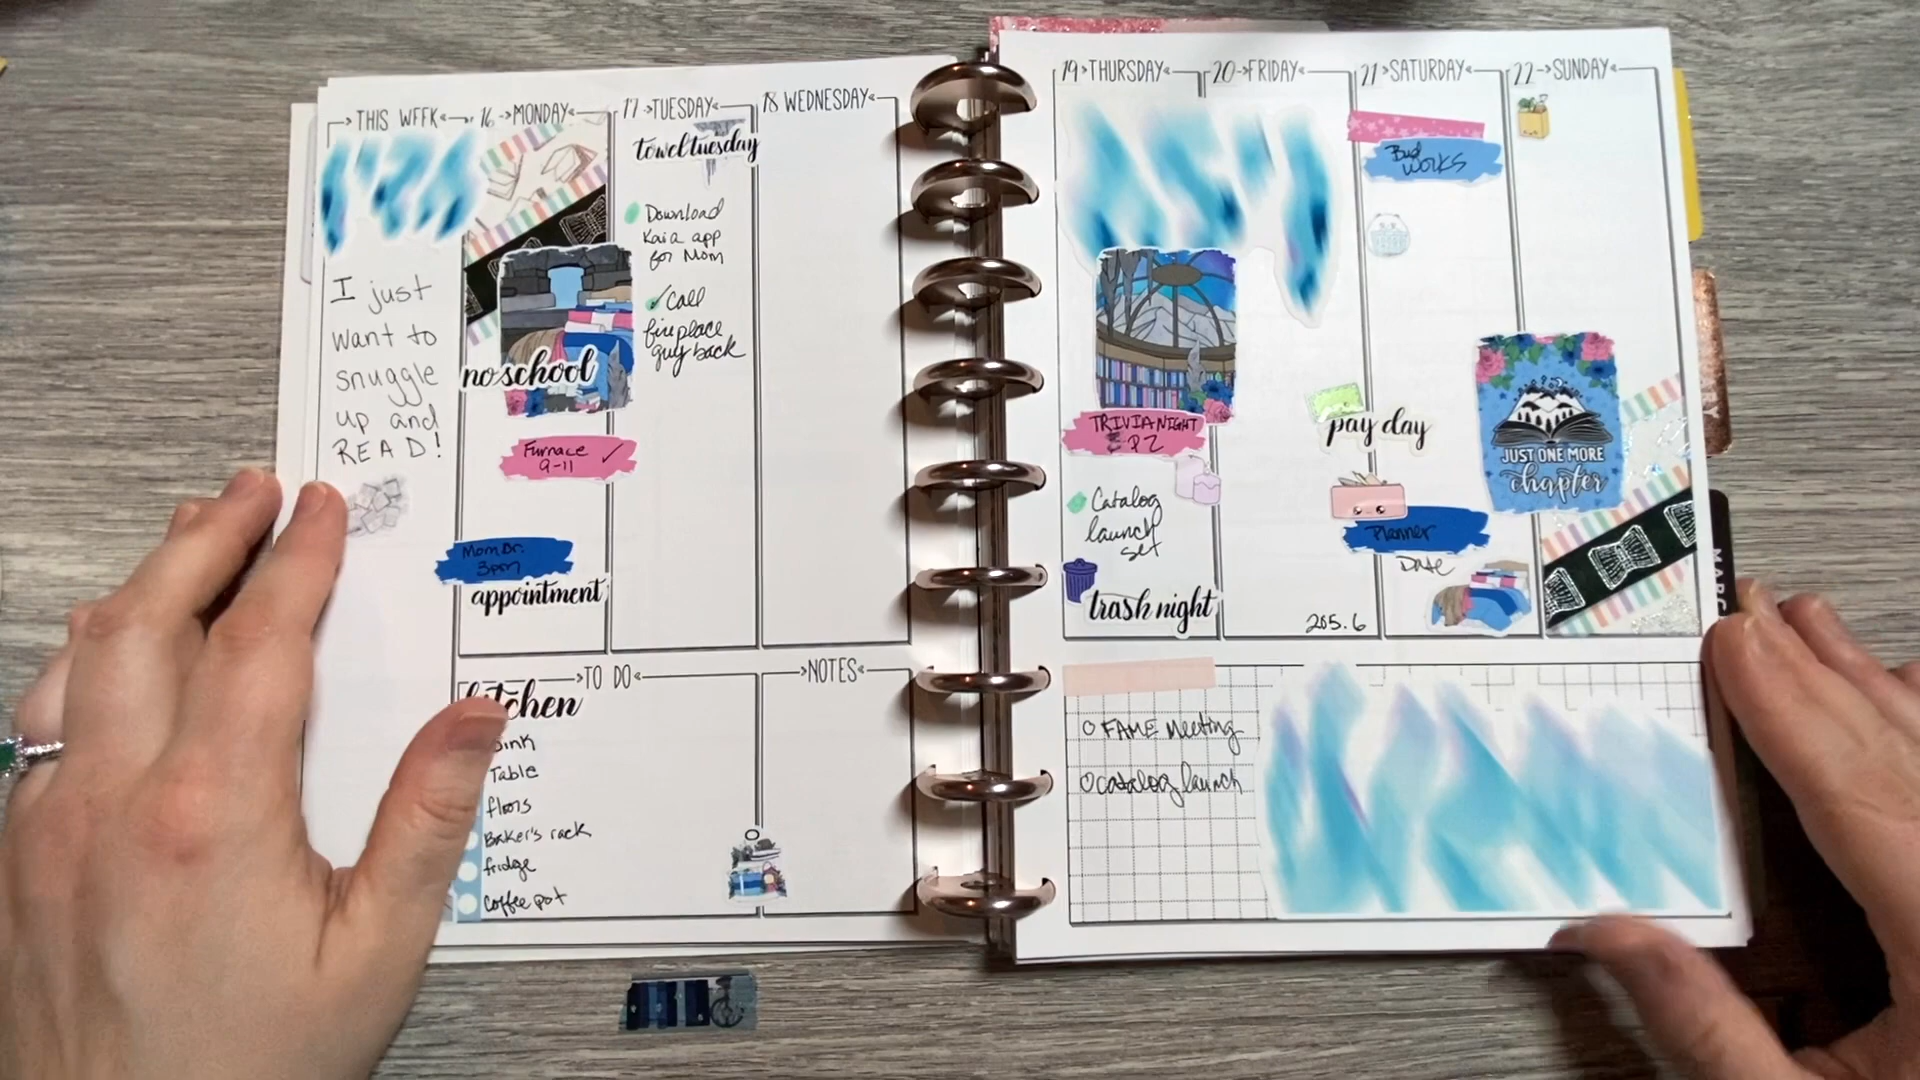 THIS WEEK
16 MONDAY
17 TUESDAY
18 WEDNESDAY
I just
want to
snuggle
up and
READ!
no school
Furnace ✓
9-11
Mom Dr.
3pm
appointment
towel tuesday
Download
Kaia app
for Mom
✓ Call
fireplace
guy back
TO DO
NOTES
Table
floors
Baker's rack
fridge
Coffee pot
19 THURSDAY
20 FRIDAY
21 SATURDAY
22 SUNDAY
TRIVIA NIGHT
Catalog
launch
set
trash night
pay day
205.6
Bud
WORKS
Planner
Date
JUST ONE MORE
chapter
O FAME Meeting
O catalog launch